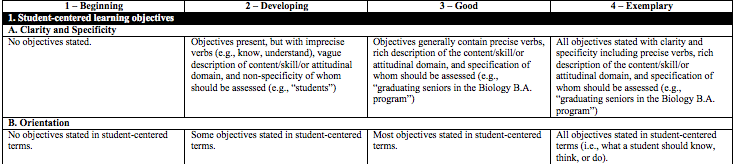 1 – Beginning 2 – Developing 3 – Good 4 – Exemplary
1. Student-centered learning objectives
A. Clarity and Specificity
No objectives stated.
Objectives present, but with imprecise
verbs (e.g., know, understand), vague
description of content/skill/or attitudinal
domain, and non-specificity of whom
should be assessed (e.g., “students”)
Objectives generally contain precise verbs,
rich description of the content/skill/or
attitudinal domain, and specification of
whom should be assessed (e.g.,
“graduating seniors in the Biology B.A.
program”)
All objectives stated with clarity and
specificity including precise verbs, rich
description of the content/skill/or
attitudinal domain, and specification of
whom should be assessed (e.g.,
“graduating seniors in the Biology B.A.
program”)
B. Orientation
No objectives stated in student-centered
terms.
Some objectives stated in student-centered
terms.
Most objectives stated in student-centered
terms.
All objectives stated in student-centered
terms (i.e., what a student should know,
think, or do).